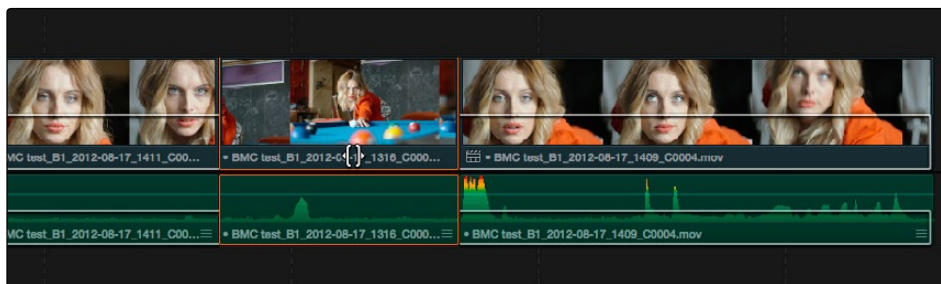 MC test_B1_2012-08-17_1411_C00...
• BMC test_B1_2012-0 _1316_C000...
• BMC test_B1_2012-08-17_1409_C0004.mov
MC test_B1_2012-08-17_1411_C00...
• BMC test_B1_2012-08-17_1316_C000...
• BMC test_B1_2012-08-17_1409_C0004.mov